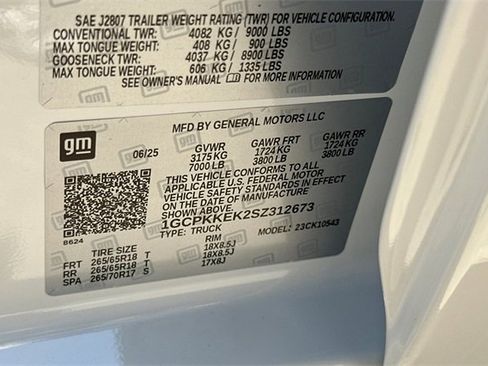 SAE J2807 TRAILER WEIGHT RATING (TWR) FOR VEHICLE CONFIGURATION.
CONVENTIONAL TWR: 4082 KG / 9000 LBS
MAX TONGUE WEIGHT: 408 KG / 900 LBS
GOOSENECK TWR: 4037 KG / 8900 LBS
MAX TONGUE WEIGHT: 606 KG / 1335 LBS
SEE OWNER'S MANUAL FOR MORE INFORMATION.
gm
MFD BY GENERAL MOTORS LLC
06/25 GVWR GAWR FRT GAWR RR
3175 KG 1724 KG 1724 KG
7000 LB 3800 LB 3800 LB
THIS VEHICLE CONFORMS TO ALL APPLICABLE
U.S. FEDERAL MOTOR VEHICLE SAFETY
STANDARDS IN EFFECT ON THE DATE OF
MANUFACTURE SHOWN ABOVE.
1GCPKKEK2SZ312673
8624 TYPE: TRUCK 23CK10543
TIRE SIZE RIM
FRT 265/65R18 T 18X8.5J
RR 265/65R18 T 18X8.5J
SPA 265/70R17 S 17X8J